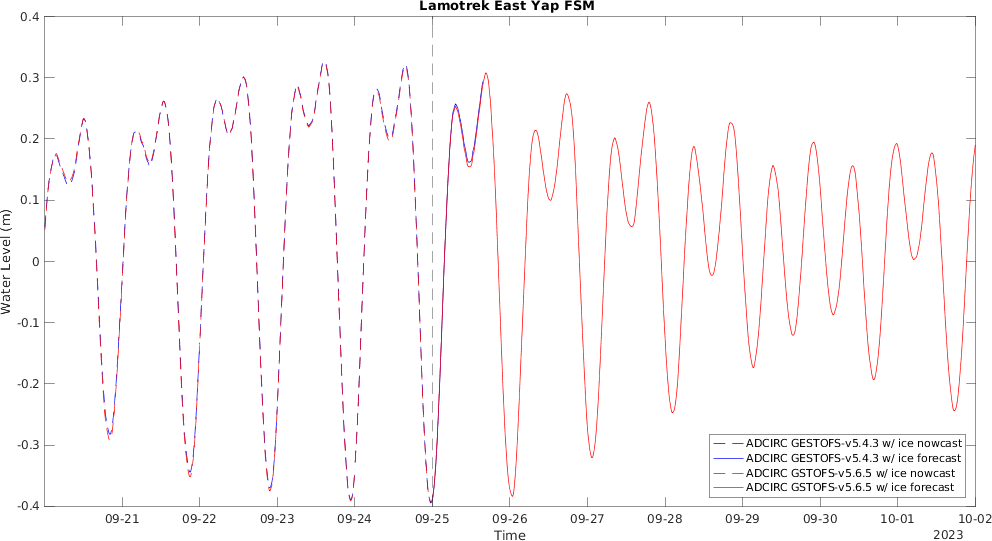 Lamotrek East Yap FSM
0.4
0.3
0.2
0.1
0
-0.1
-0.2
-0.3
-0.4
Water Level (m)
ADCIRC GESTOFS-v5.4.3 w/ ice nowcast
ADCIRC GESTOFS-v5.4.3 w/ ice forecast
ADCIRC GSTOFS-v5.6.5 w/ ice nowcast
ADCIRC GSTOFS-v5.6.5 w/ ice forecast
09-21 09-22 09-23 09-24 09-25 09-26 09-27 09-28 09-29 09-30 10-01 10-02
Time
2023